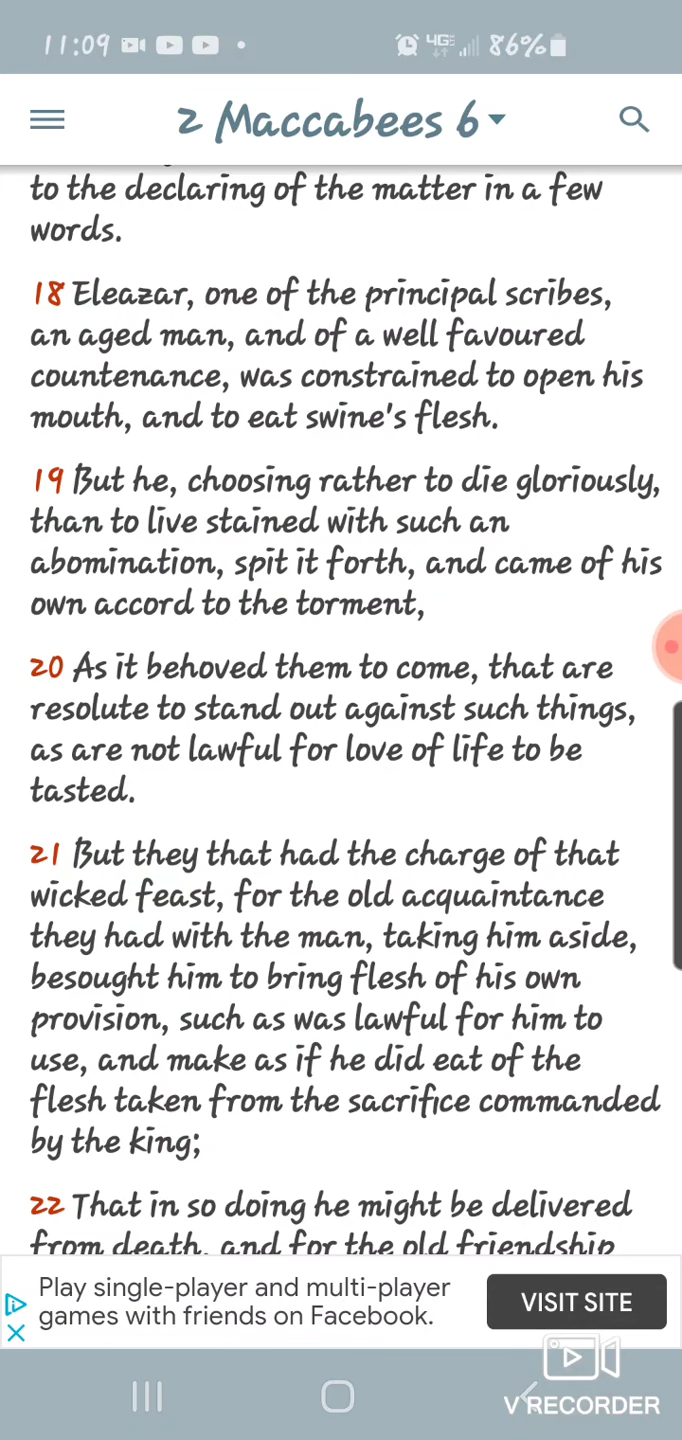 11:09
4GE
86%
2 Maccabees 6
to the declaring of the matter in a few
words.
18 Eleazar, one of the principal scribes,
an aged man, and of a well favoured
countenance, was constrained to open his
mouth, and to eat swine's flesh.
19 But he, choosing rather to die gloriously,
than to live stained with such an
abomination, spit it forth, and came of his
own accord to the torment,
20 As it behoved them to come, that are
resolute to stand out against such things,
as are not lawful for love of life to be
tasted.
21 But they that had the charge of that
wicked feast, for the old acquaintance
they had with the man, taking him aside,
besought him to bring flesh of his own
provision, such as was lawful for him to
use, and make as if he did eat of the
flesh taken from the sacrifice commanded
by the king;
22 That in so doing he might be delivered
from death, and for the old friendship
Play single-player and multi-player
games with friends on Facebook.
VISIT SITE
V RECORDER